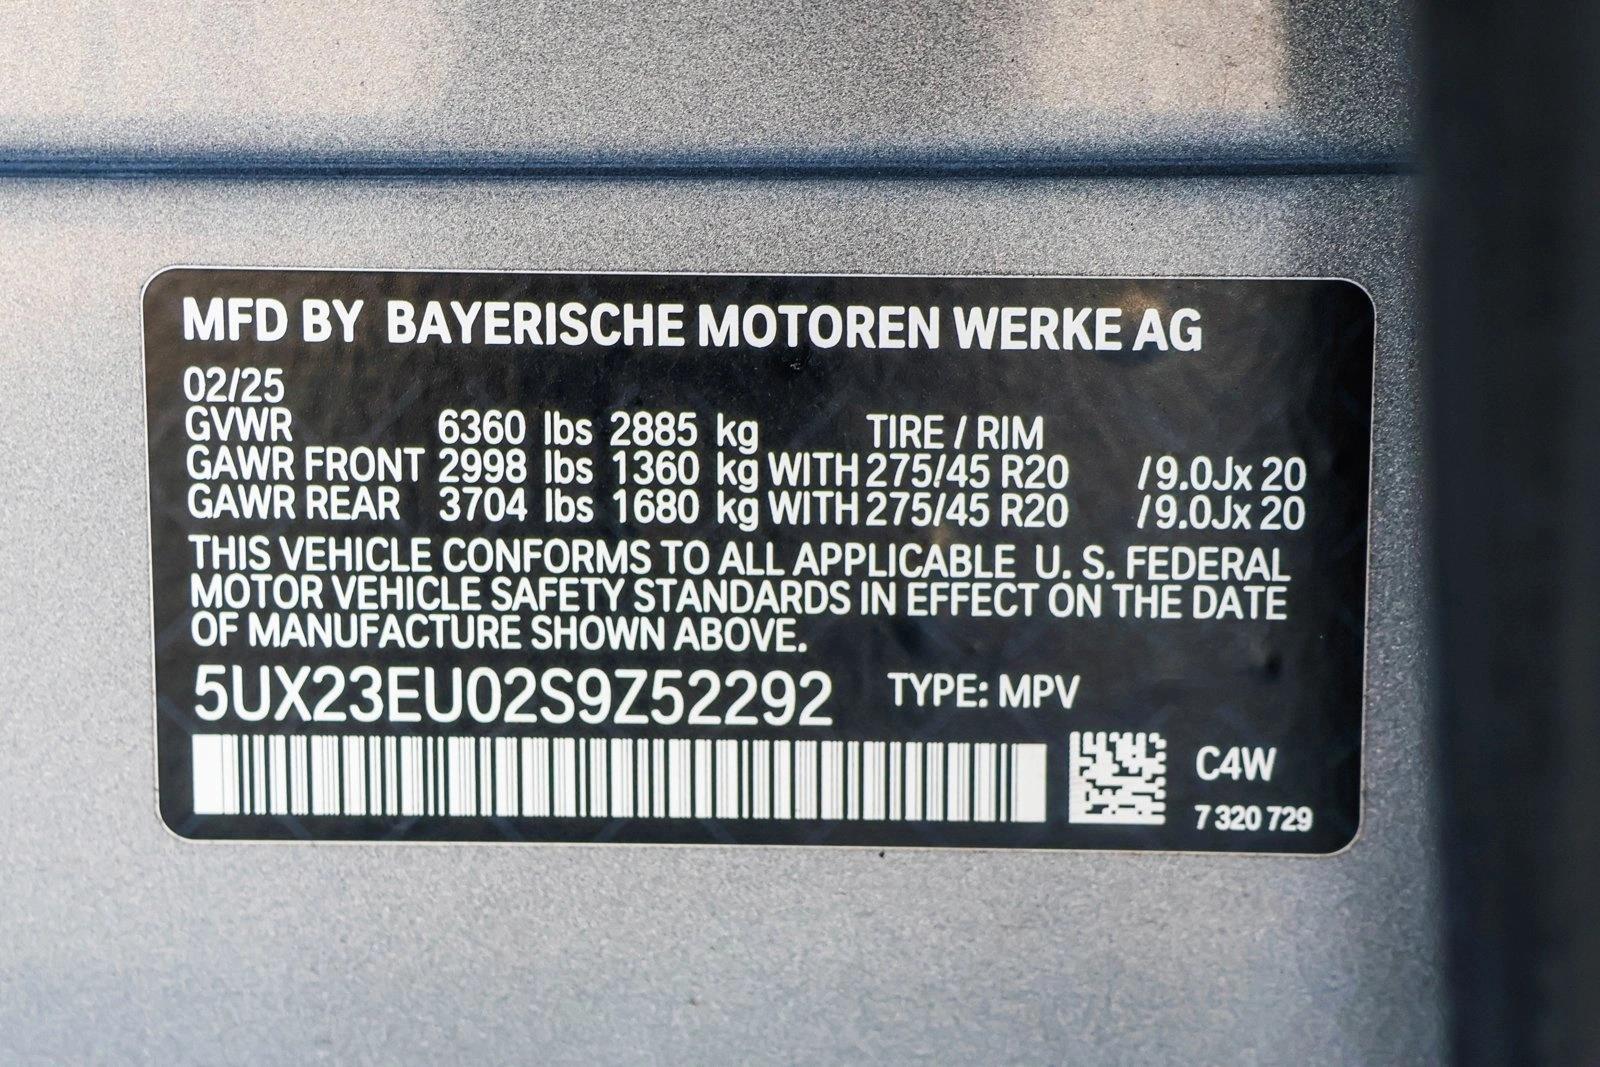 MFD BY BAYERISCHE MOTOREN WERKE AG
02/25
GVWR 6360 lbs 2885 kg TIRE / RIM
GAWR FRONT 2998 lbs 1360 kg WITH 275/45 R20 /9.0Jx 20
GAWR REAR 3704 lbs 1680 kg WITH 275/45 R20 /9.0Jx 20
THIS VEHICLE CONFORMS TO ALL APPLICABLE U. S. FEDERAL
MOTOR VEHICLE SAFETY STANDARDS IN EFFECT ON THE DATE
OF MANUFACTURE SHOWN ABOVE.
5UX23EU02S9Z52292 TYPE: MPV
C4W
7 320 729